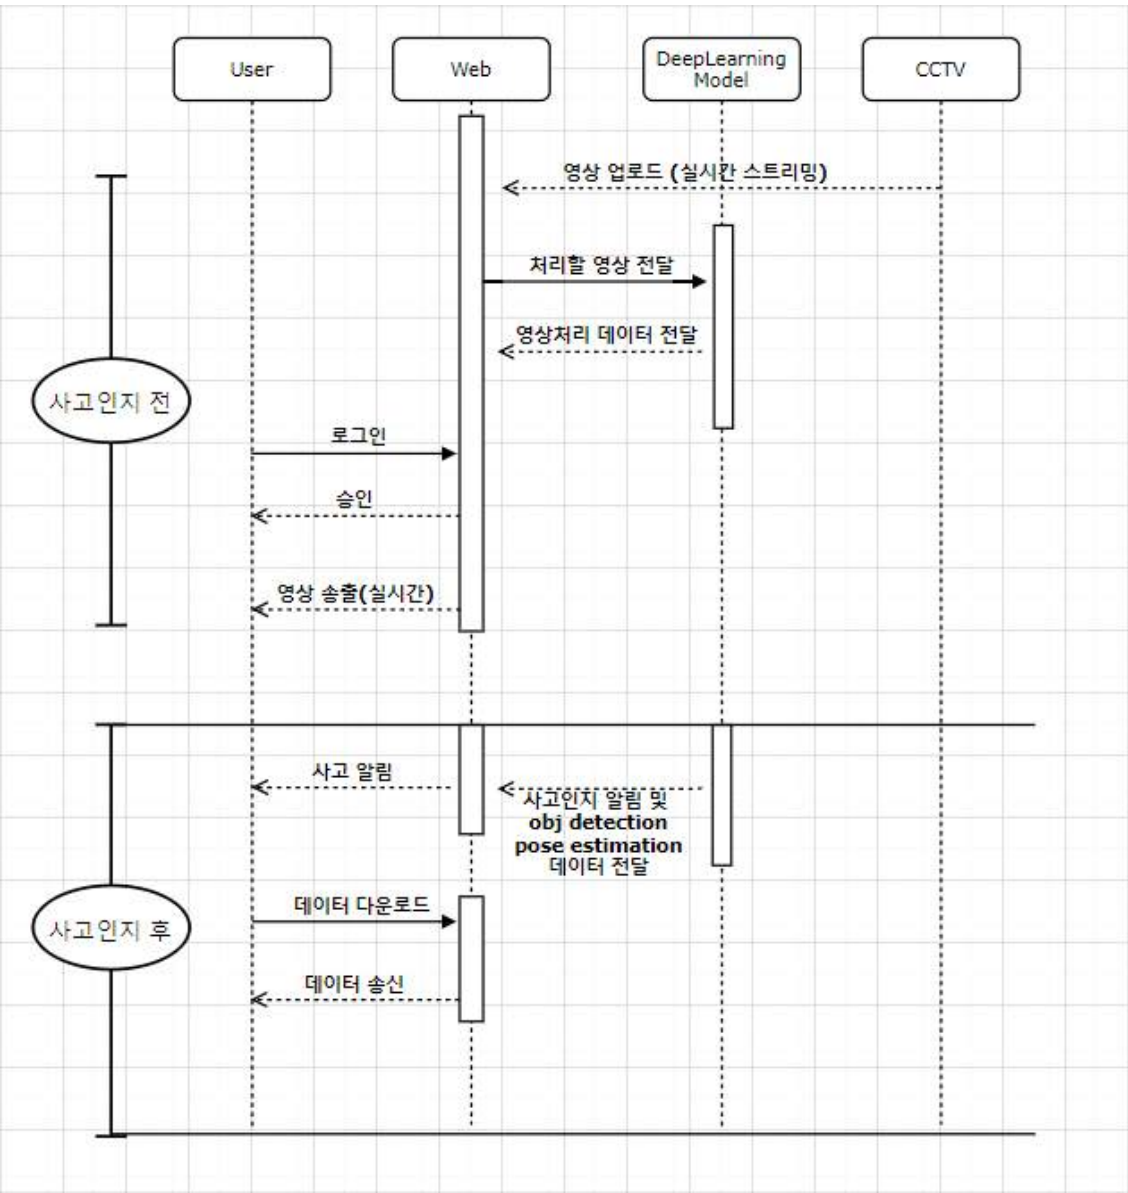 User
Web
DeepLearning
Model
CCTV
영상 업로드 (실시간 스트리밍)
처리할 영상 전달
영상처리 데이터 전달
사고인지 전
로그인
승인
영상 송출(실시간)
사고 알림
사고인지 알림 및
obj detection
pose estimation
데이터 전달
데이터 다운로드
사고인지 후
데이터 송신